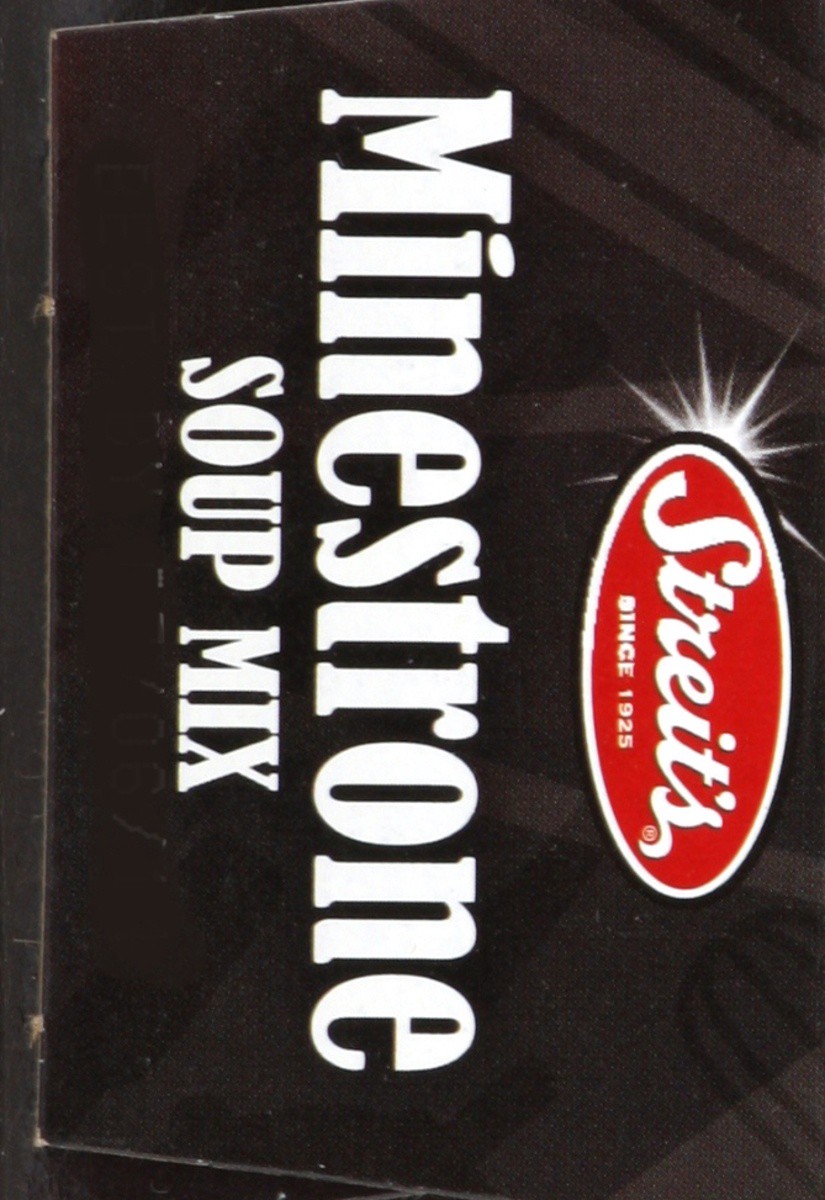 Streit's®
SINCE 1925
Minestrone
SOUP MIX